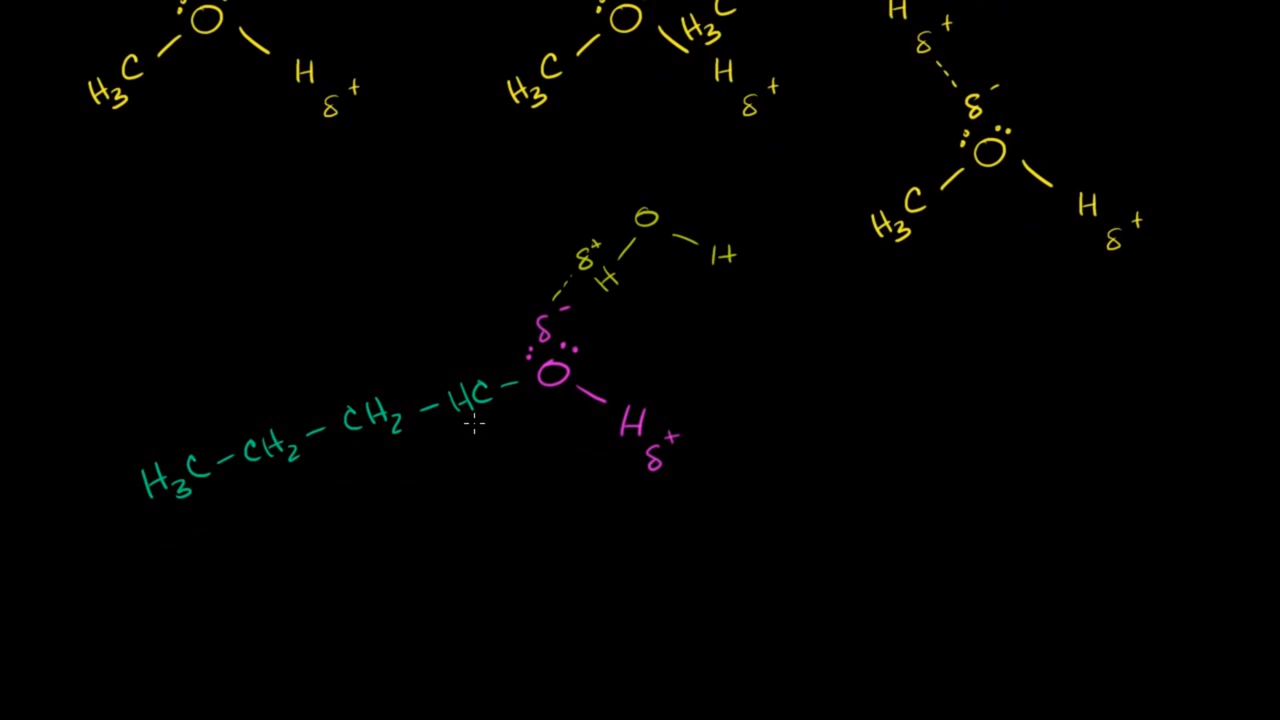 :O
H3C H δ+
:O H3C
H3C H δ+
H
δ+
δ-
:O:
H3C H δ+
O
δ+ H H
δ-
H3C-CH2-CH2-HC-:O:-H
δ+